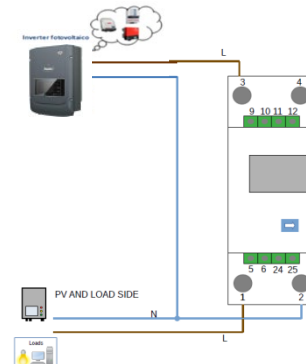 Inverter fotovoltaico
L
3 4
9 10 11 12
5 6 24 25
PV AND LOAD SIDE
1 2
N
L
Loads